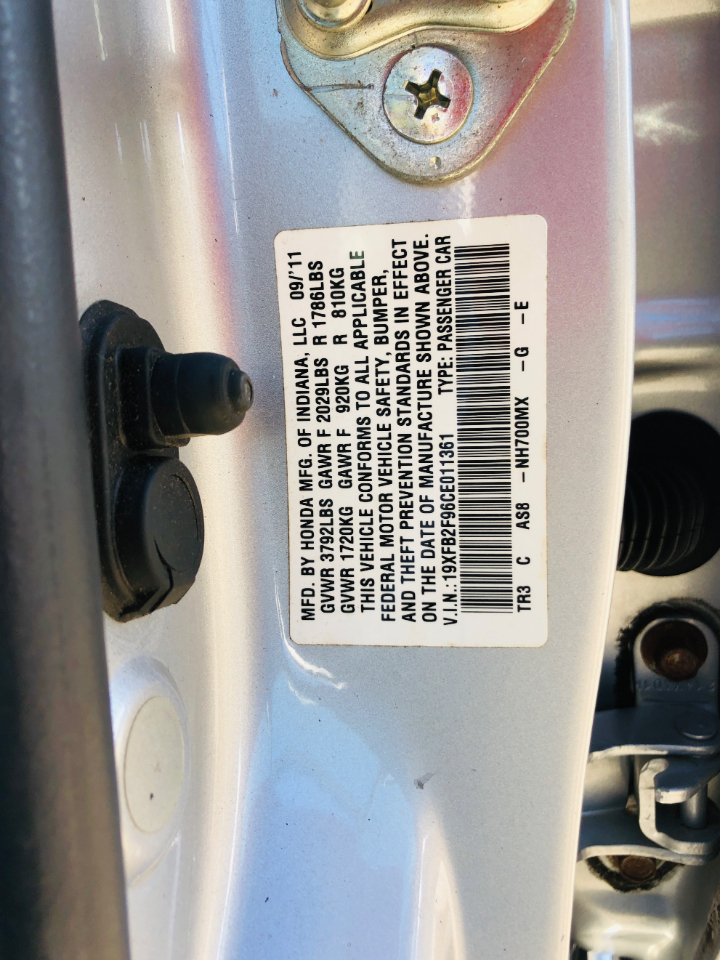 MFD. BY HONDA MFG. OF INDIANA, LLC 09/'11
GVWR 3792LBS GAWR F 2029LBS R 1786LBS
GVWR 1720KG GAWR F 920KG R 810KG
THIS VEHICLE CONFORMS TO ALL APPLICABLE
FEDERAL MOTOR VEHICLE SAFETY, BUMPER,
AND THEFT PREVENTION STANDARDS IN EFFECT
ON THE DATE OF MANUFACTURE SHOWN ABOVE.
V.I.N.:19XFB2F96CE011361 TYPE: PASSENGER CAR
TR3 C AS8 -NH700MX -G -E